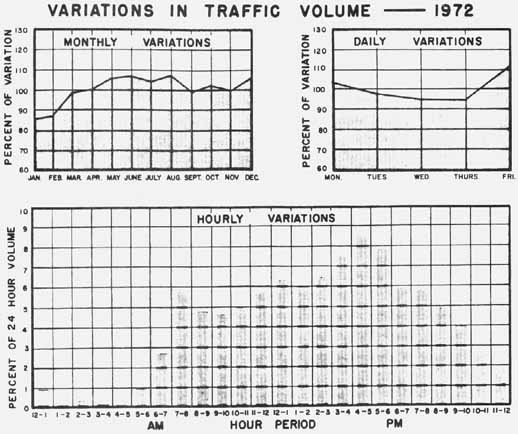 VARIATIONS IN TRAFFIC VOLUME — 1972
MONTHLY VARIATIONS
PERCENT OF VARIATION
130
120
110
100
90
80
70
60
JAN FEB. MAR. APR. MAY JUNE JULY AUG. SEPT. OCT NOV. DEC.
DAILY VARIATIONS
PERCENT OF VARIATION
130
120
110
100
90
80
70
60
MON. TUES WED. THURS. FRI.
HOURLY VARIATIONS
PERCENT OF 24 HOUR VOLUME
10
9
8
7
6
5
4
3
2
1
0
12-1 1-2 2-3 3-4 4-5 5-6 6-7 7-8 8-9 9-10 10-11 11-12 12-1 1-2 2-3 3-4 4-5 5-6 6-7 7-8 8-9 9-10 10-11 11-12
AM HOUR PERIOD PM